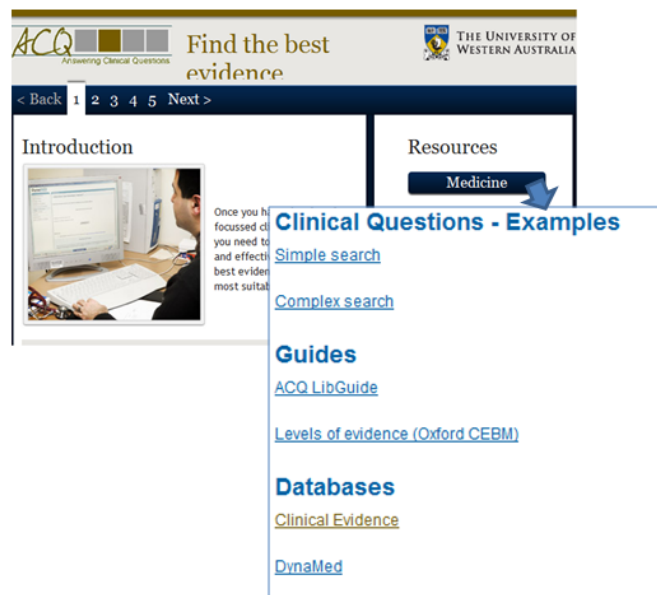 ACQ
Answering Clinical Questions
Find the best
evidence
THE UNIVERSITY OF
WESTERN AUSTRALIA
< Back 1 2 3 4 5 Next >
Introduction
Resources
Medicine
Once you h
focussed cl
you need to
and effecti
best eviden
most suitab
Clinical Questions - Examples
Simple search
Complex search
Guides
ACQ LibGuide
Levels of evidence (Oxford CEBM)
Databases
Clinical Evidence
DynaMed